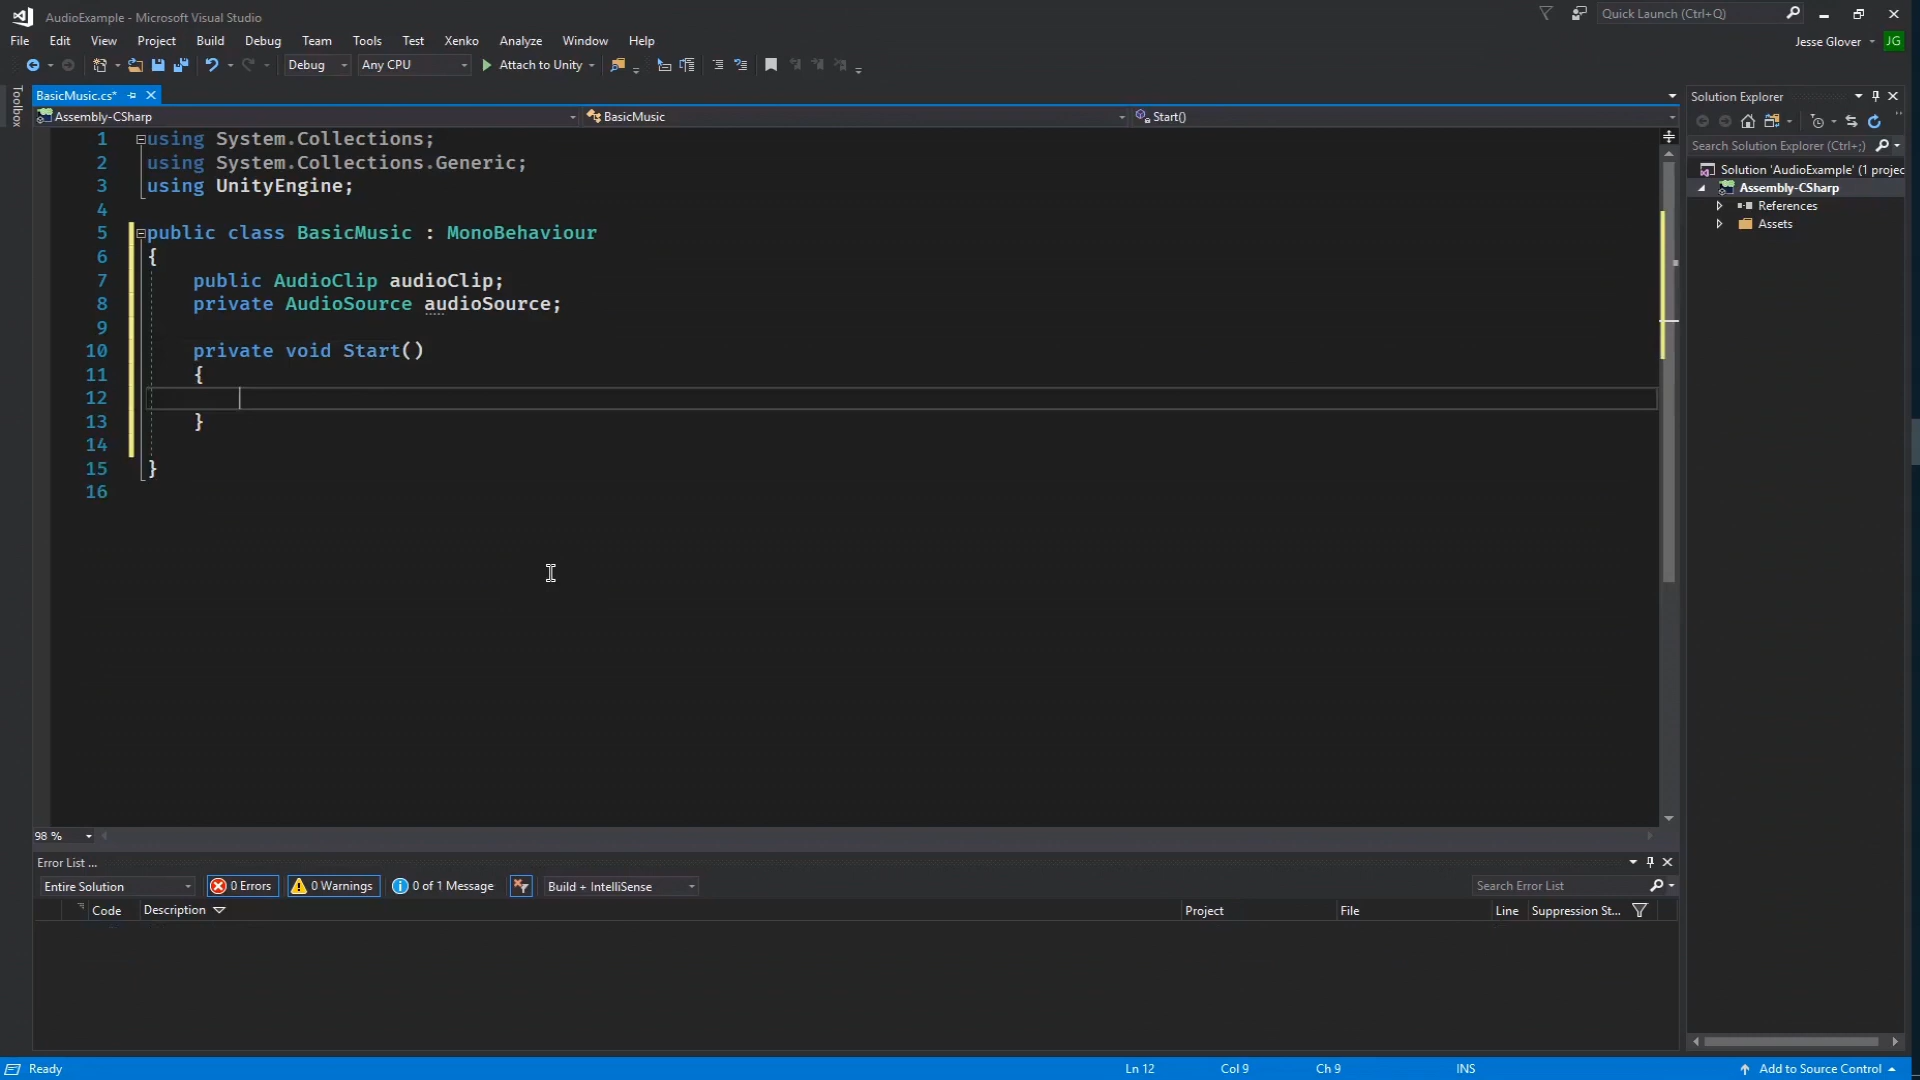 AudioExample - Microsoft Visual Studio
Quick Launch (Ctrl+Q)
File Edit View Project Build Debug Team Tools Test Xenko Analyze Window Help
Jesse Glover JG
Debug Any CPU Attach to Unity
Toolbox
BasicMusic.cs*
Assembly-CSharp BasicMusic Start()
1 using System.Collections;
2 using System.Collections.Generic;
3 using UnityEngine;
4
5 public class BasicMusic : MonoBehaviour
6 {
7 public AudioClip audioClip;
8 private AudioSource audioSource;
9
10 private void Start()
11 {
12
13 }
14
15 }
16
Solution Explorer
Search Solution Explorer (Ctrl+;)
Solution 'AudioExample' (1 projec
Assembly-CSharp
References
Assets
98 %
Error List ...
Entire Solution 0 Errors 0 Warnings 0 of 1 Message Build + IntelliSense Search Error List
Code Description Project File Line Suppression St...
Ready Ln 12 Col 9 Ch 9 INS Add to Source Control